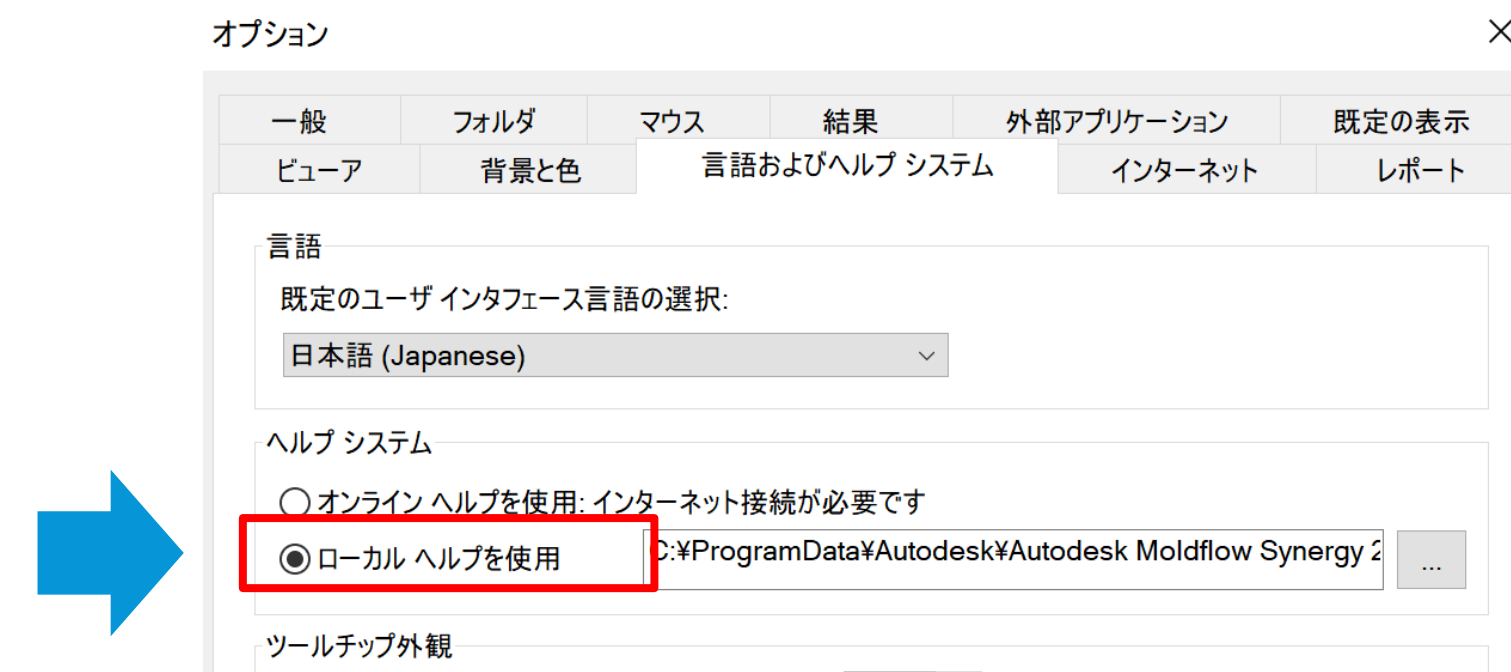 オプション
一般 フォルダ マウス 結果 外部アプリケーション 既定の表示
ビューア 背景と色 言語およびヘルプ システム インターネット レポート
言語
既定のユーザ インタフェース言語の選択:
日本語 (Japanese)
ヘルプ システム
オンライン ヘルプを使用: インターネット接続が必要です
ローカル ヘルプを使用 C:¥ProgramData¥Autodesk¥Autodesk Moldflow Synergy 2 ...
ツールチップ外観